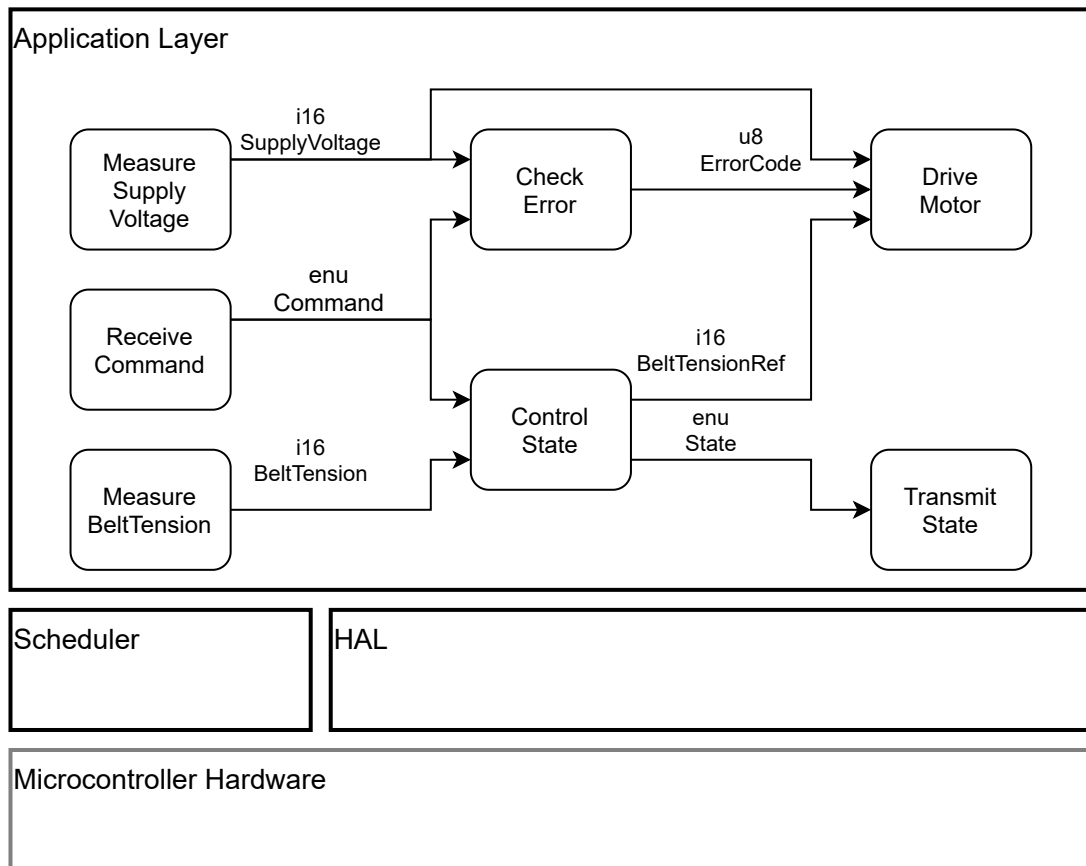 Application Layer
i16
SupplyVoltage
u8
ErrorCode
Measure
Supply
Voltage
Check
Error
Drive
Motor
enu
Command
Receive
Command
i16
BeltTensionRef
Control
State
enu
State
i16
BeltTension
Measure
BeltTension
Transmit
State
Scheduler
HAL
Microcontroller Hardware